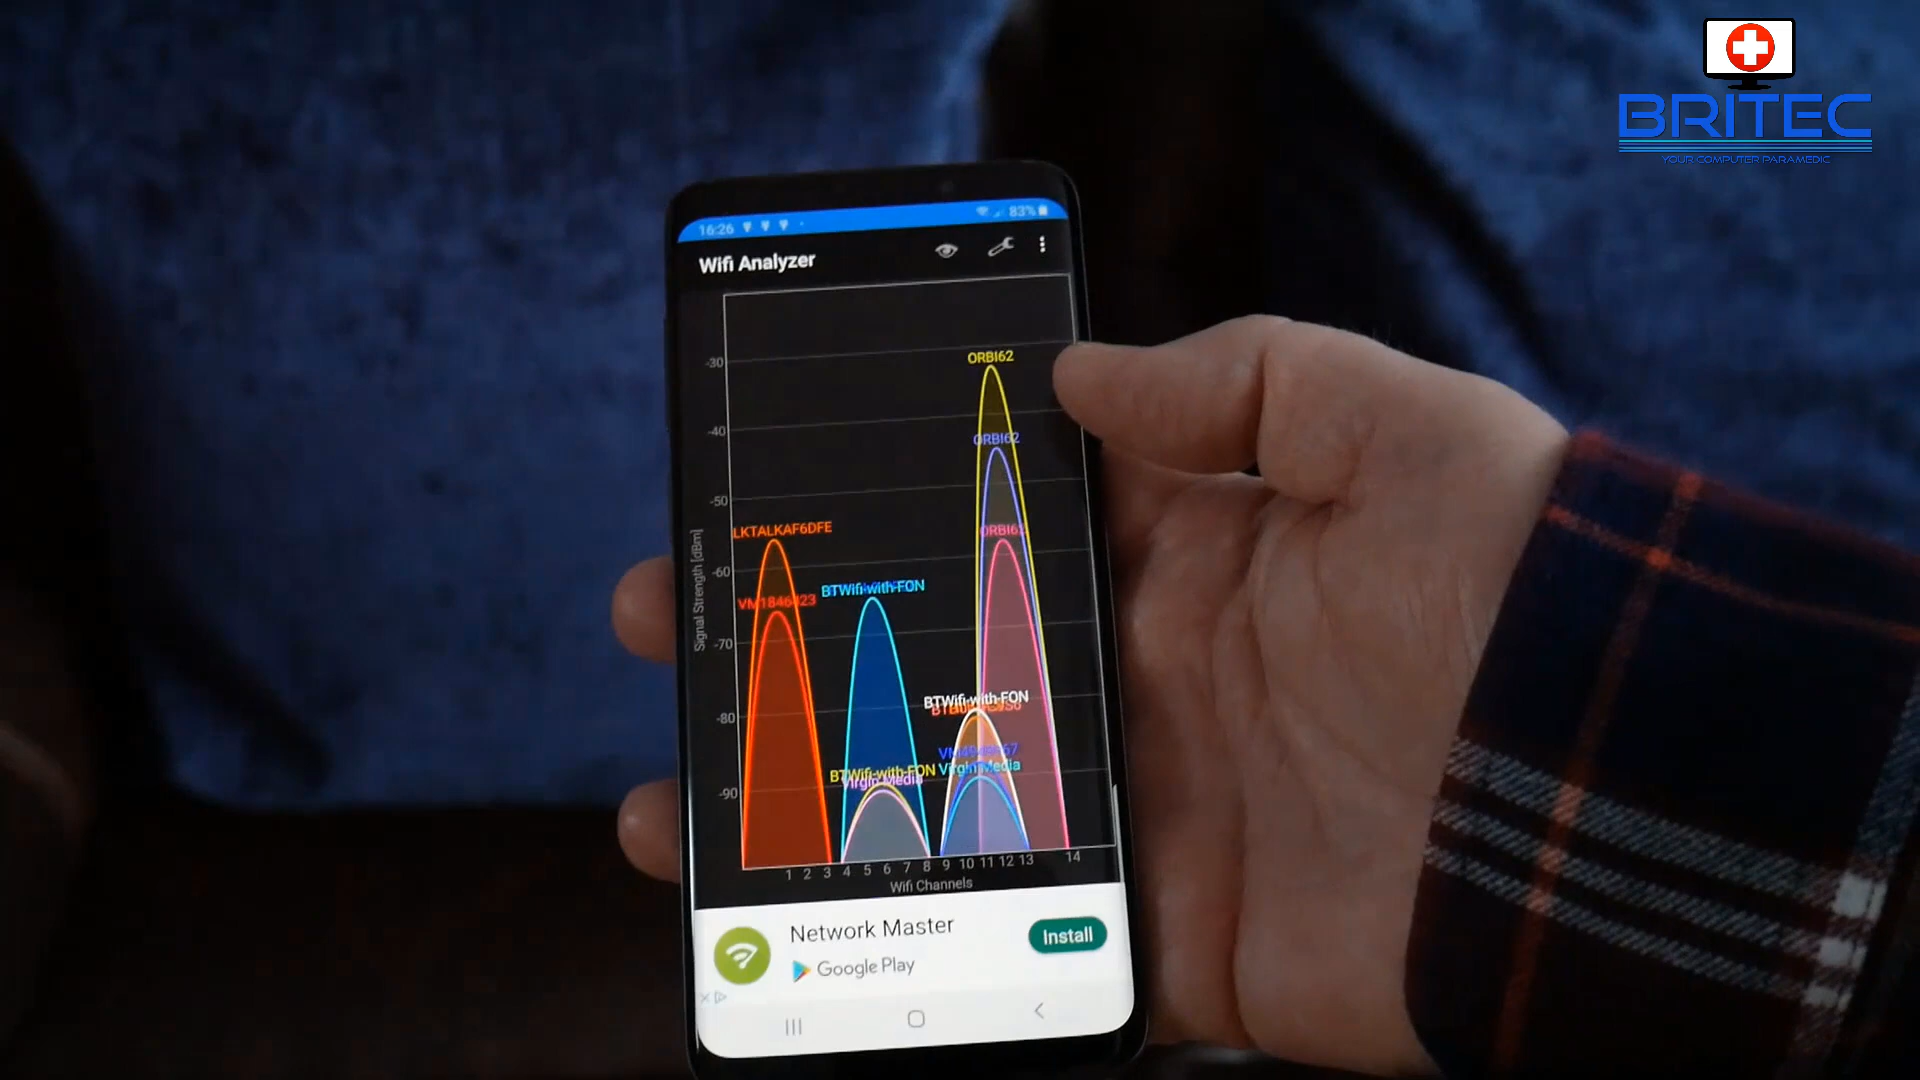 BRITEC
YOUR COMPUTER PARAMEDIC
16:26
83%
Wifi Analyzer
ORBI62
-30
-40
ORBI62
-50
LKTALKAF6DFE
ORBI62
Signal Strength [dBm]
-60
BTWifi-with-FON
-70
BTWifi-with-FON
-80
BTWifi-with-FON
Virgin Media
Virgin Media
-90
1 2 3 4 5 6 7 8 9 10 11 12 13 14
Wifi Channels
Network Master
Install
Google Play